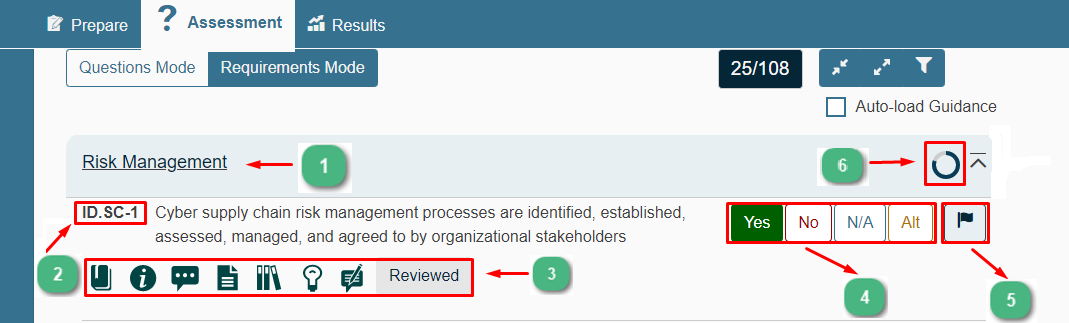 Prepare ? Assessment Results
Questions Mode Requirements Mode 25/108
Auto-load Guidance
Risk Management 1 6
ID.SC-1 Cyber supply chain risk management processes are identified, established, Yes No N/A Alt
assessed, managed, and agreed to by organizational stakeholders
2 Reviewed 3 4 5